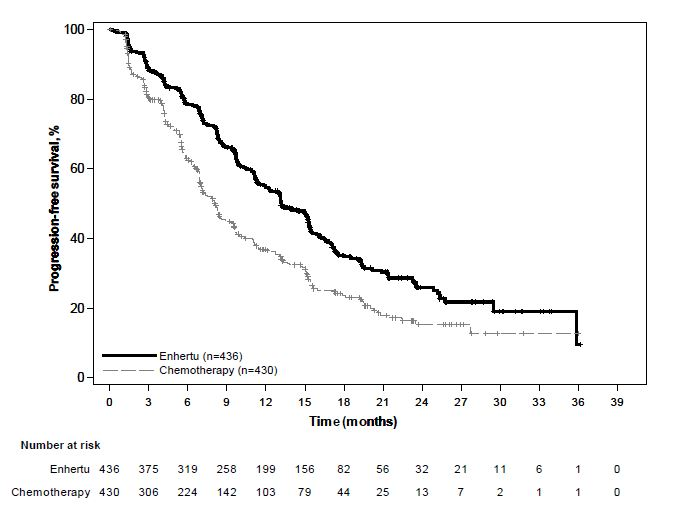 100
80
60
40
20
0
Progression-free survival, %
Enhertu (n=436)
Chemotherapy (n=430)
0 3 6 9 12 15 18 21 24 27 30 33 36 39
Time (months)
Number at risk
Enhertu 436 375 319 258 199 156 82 56 32 21 11 6 1 0
Chemotherapy 430 306 224 142 103 79 44 25 13 7 2 1 1 0